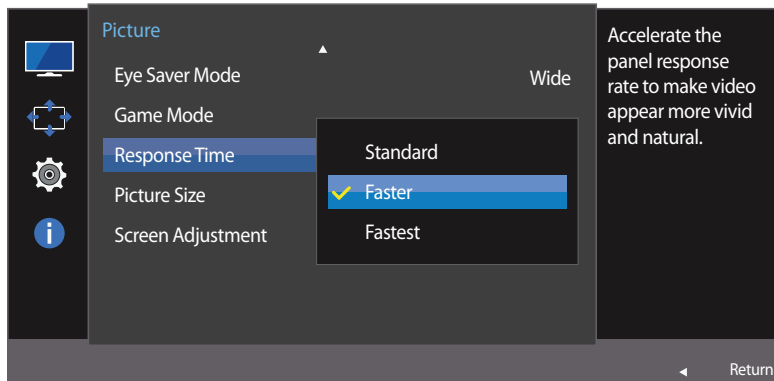 Picture
Eye Saver Mode Wide
Game Mode
Response Time
Picture Size
Screen Adjustment
Standard
Faster
Fastest
Accelerate the
panel response
rate to make video
appear more vivid
and natural.
Return